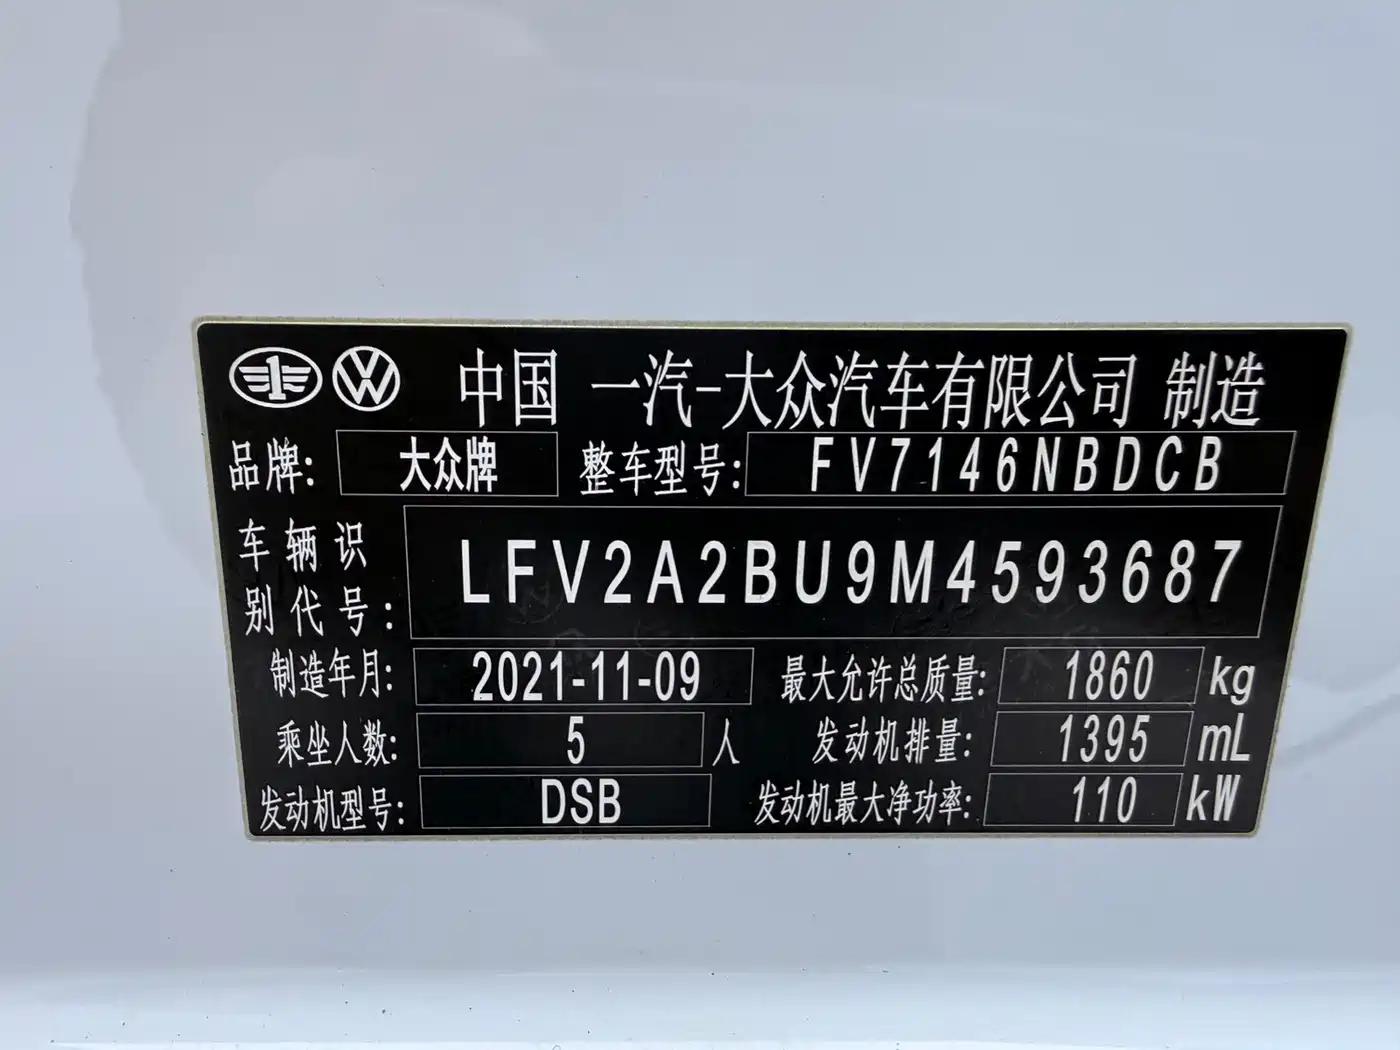 中国 一汽-大众汽车有限公司 制造
品牌: 大众牌 整车型号: FV7146NBDCB
车辆识
别代号: LFV2A2BU9M4593687
制造年月: 2021-11-09 最大允许总质量: 1860 kg
乘坐人数: 5 人 发动机排量: 1395 mL
发动机型号: DSB 发动机最大净功率: 110 kW